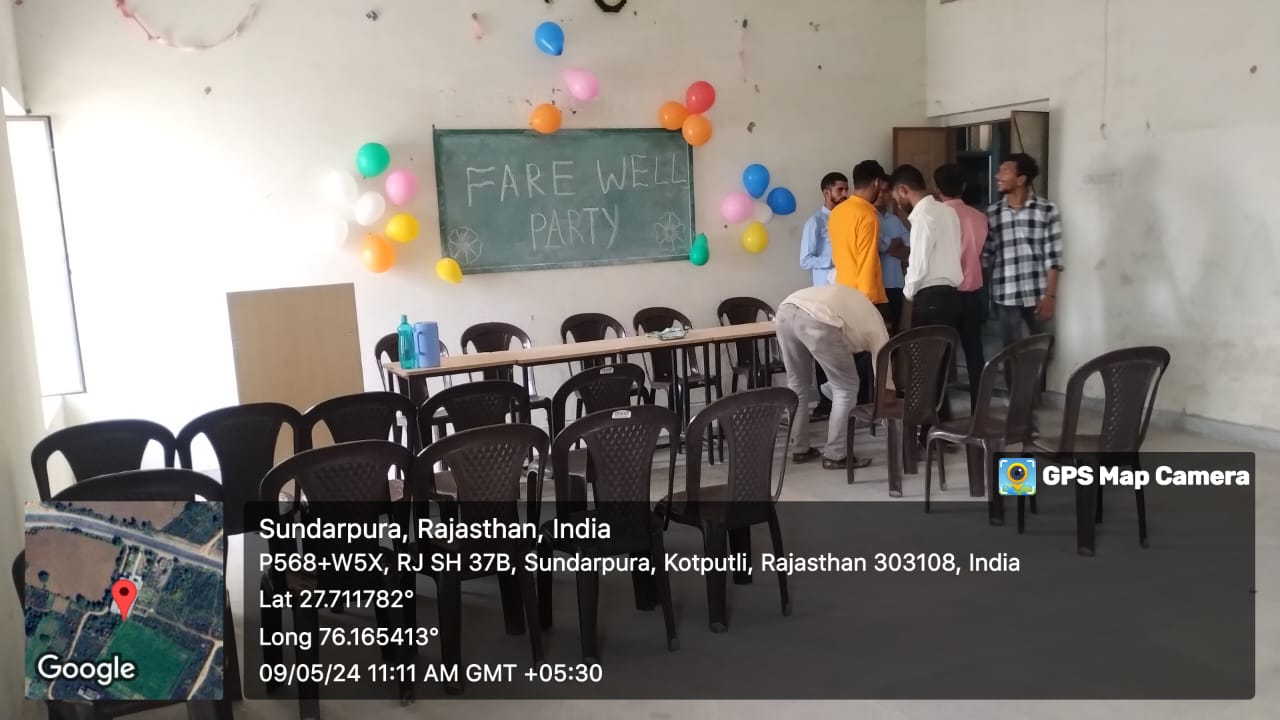 FARE WELL
PARTY
GPS Map Camera
Sundarpura, Rajasthan, India
P568+W5X, RJ SH 37B, Sundarpura, Kotputli, Rajasthan 303108, India
Lat 27.711782°
Long 76.165413°
09/05/24 11:11 AM GMT +05:30
Google